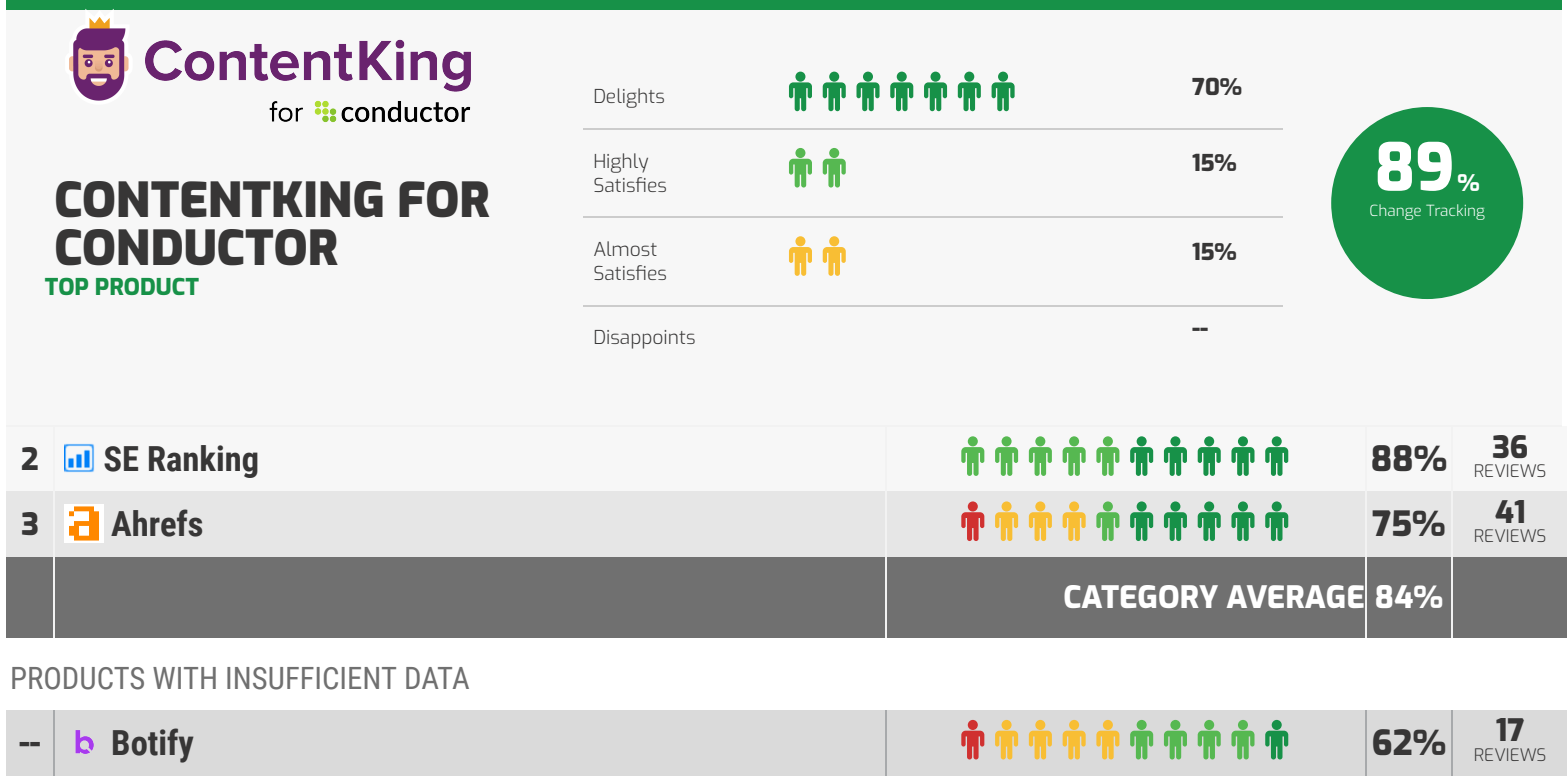 ContentKing
for conductor
CONTENTKING FOR
CONDUCTOR
TOP PRODUCT
Delights 70%
Highly
Satisfies 15%
Almost
Satisfies 15%
Disappoints --
89%
Change Tracking
2 SE Ranking 88% 36
REVIEWS
3 a Ahrefs 75% 41
REVIEWS
CATEGORY AVERAGE 84%
PRODUCTS WITH INSUFFICIENT DATA
-- b Botify 62% 17
REVIEWS